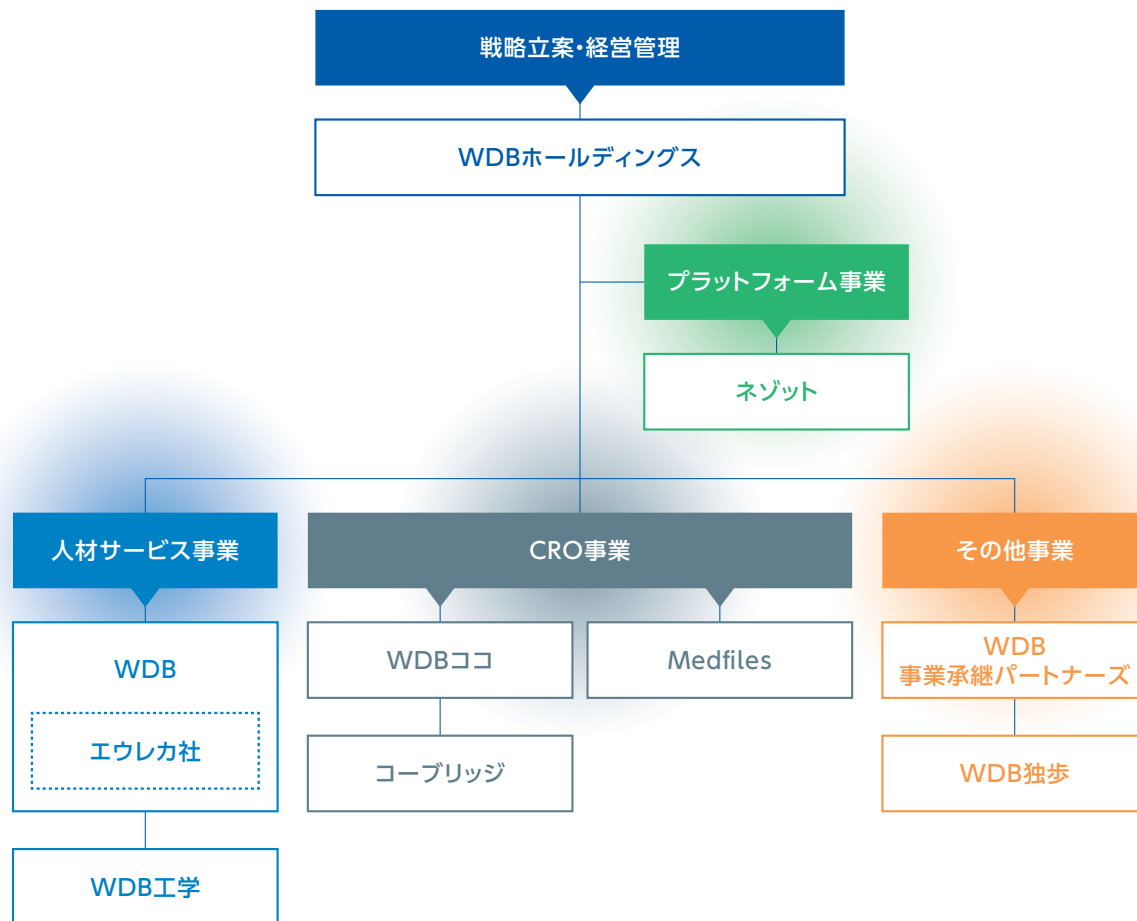 戦略立案・経営管理
WDBホールディングス
プラットフォーム事業
ネゾット
人材サービス事業
WDB
エウレカ社
WDB工学
CRO事業
WDBココ
コーブリッジ
Medfiles
その他事業
WDB
事業承継パートナーズ
WDB独歩